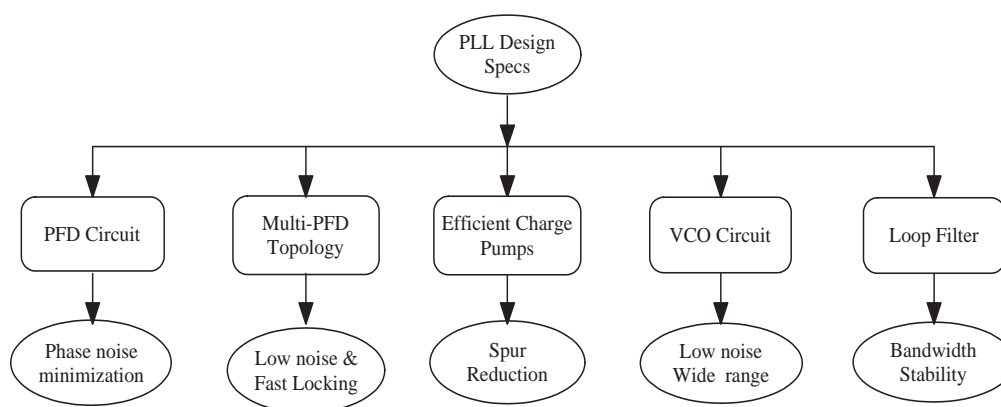 PLL Design
Specs
PFD Circuit
Multi-PFD
Topology
Efficient Charge
Pumps
VCO Circuit
Loop Filter
Phase noise
minimization
Low noise &
Fast Locking
Spur
Reduction
Low noise
Wide range
Bandwidth
Stability